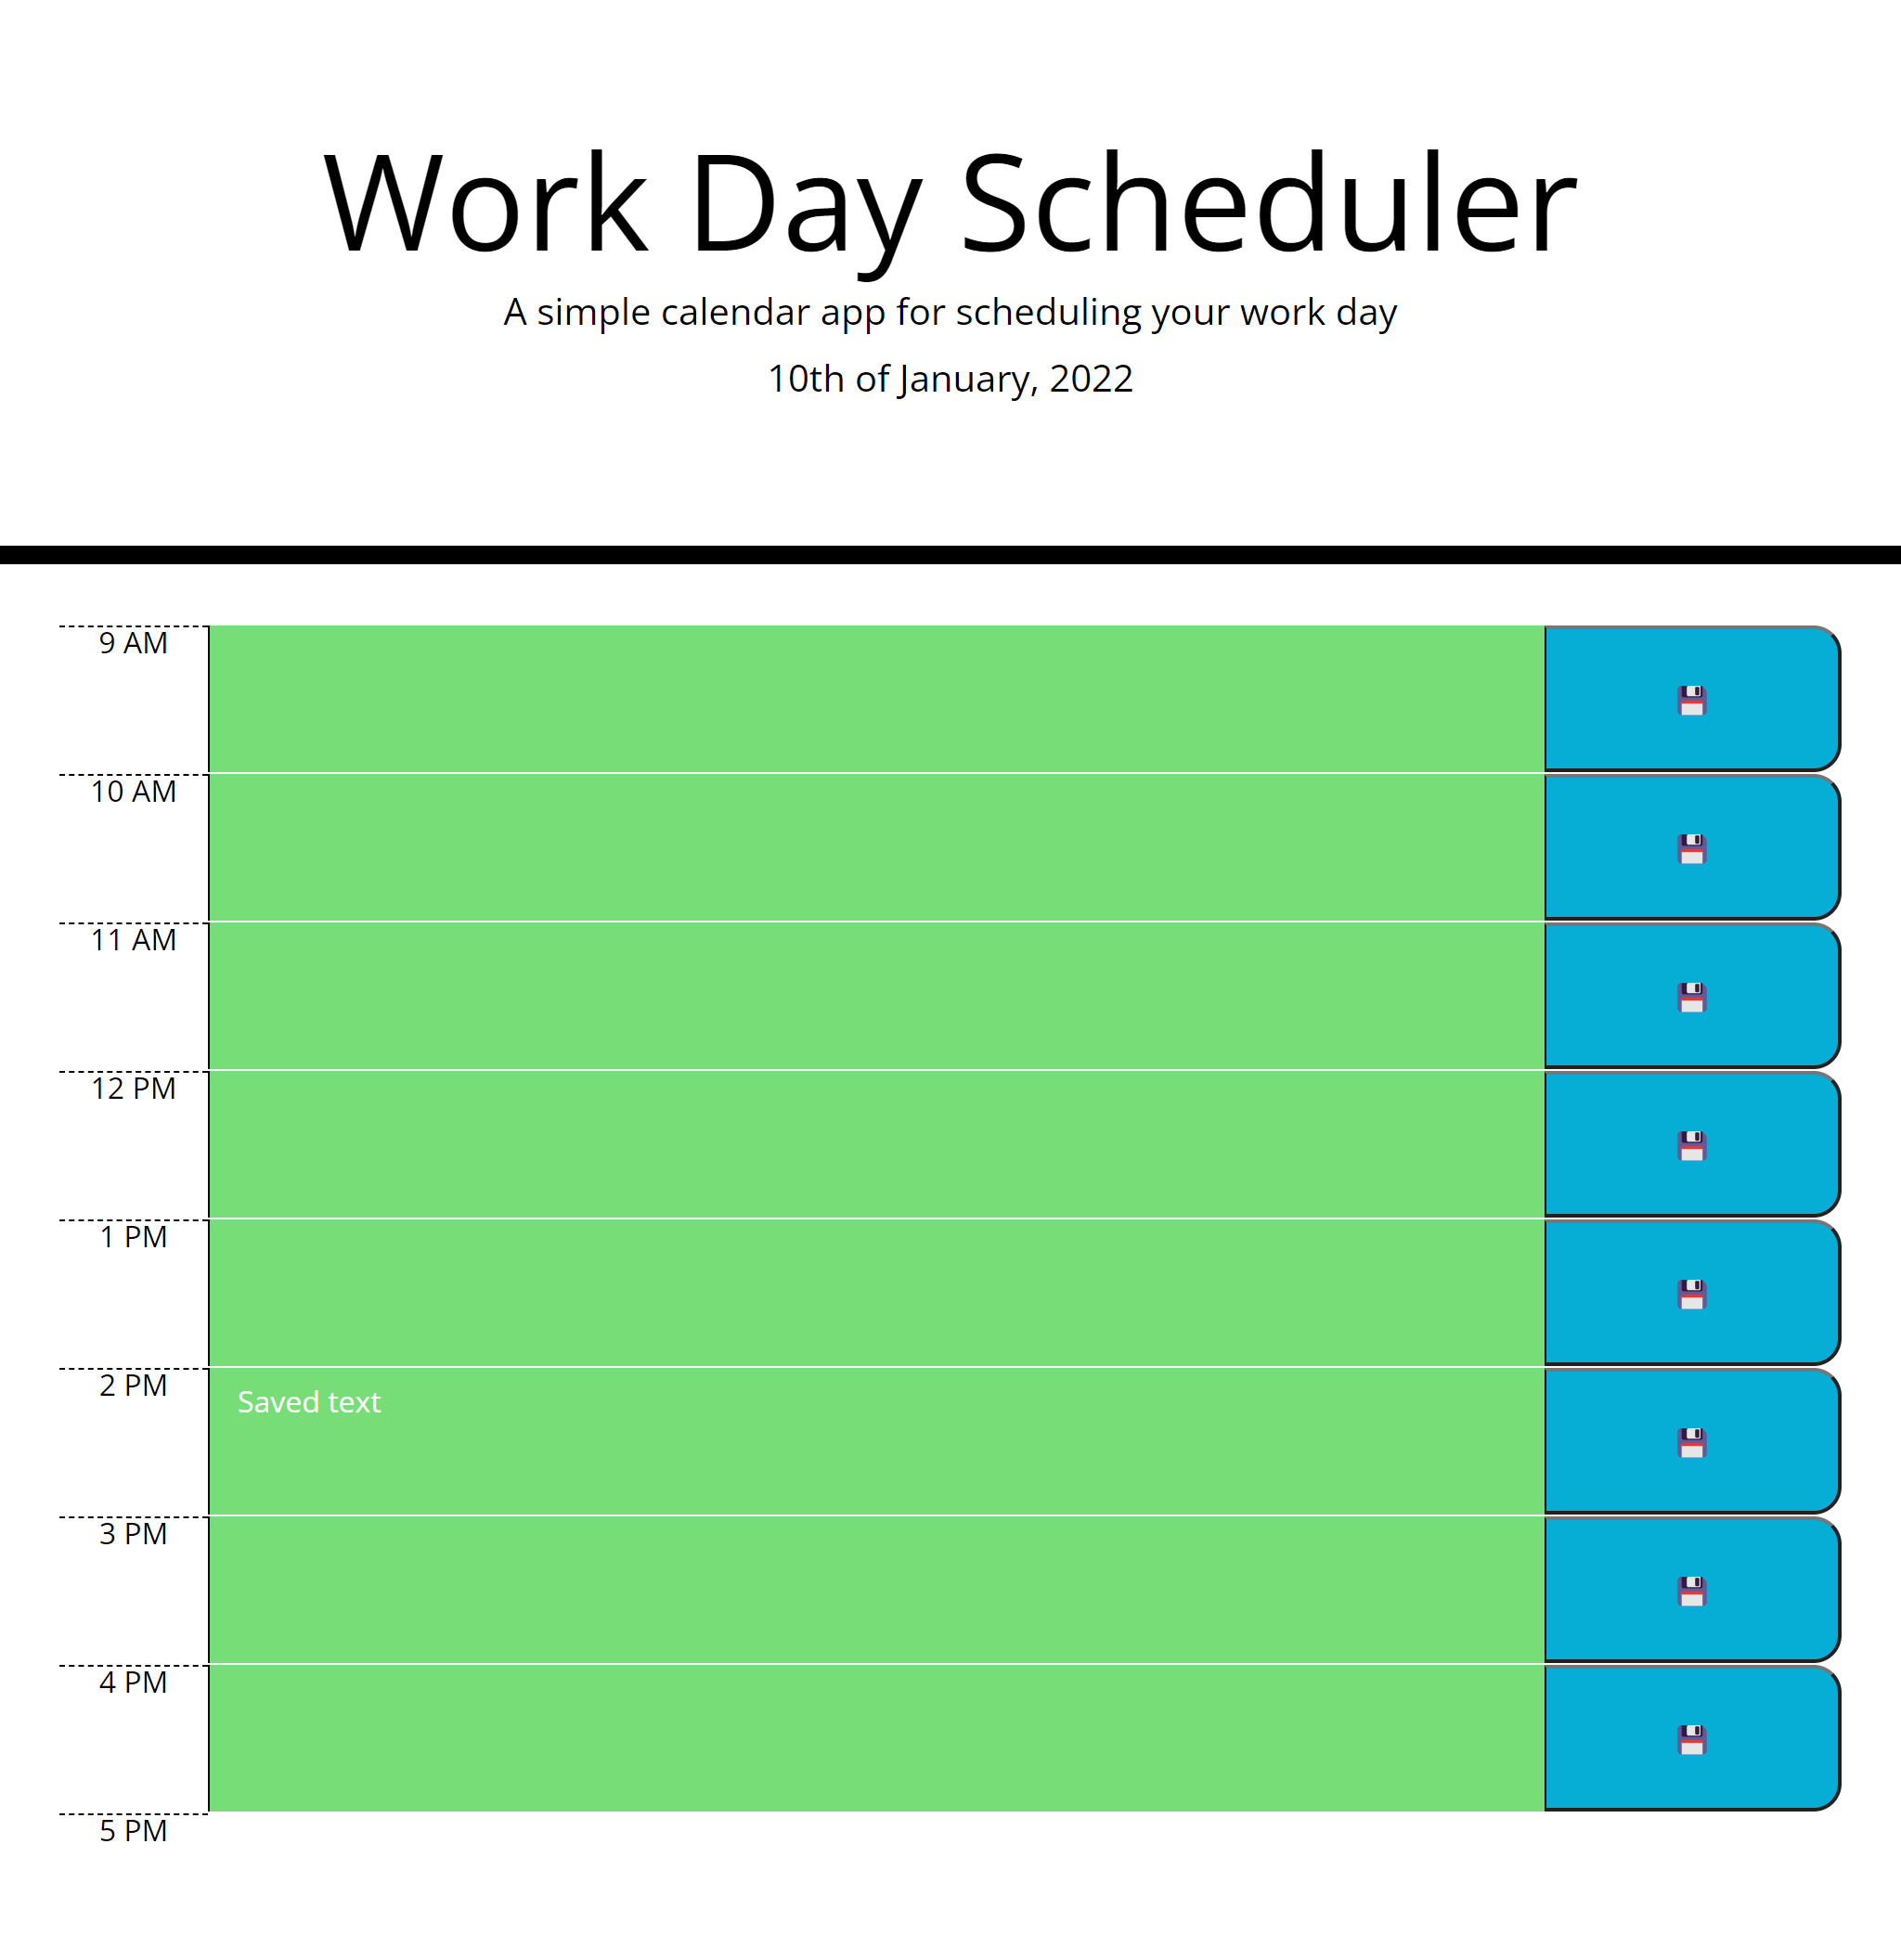 Work Day Scheduler
A simple calendar app for scheduling your work day
10th of January, 2022
9 AM
10 AM
11 AM
12 PM
1 PM
2 PM
Saved text
3 PM
4 PM
5 PM